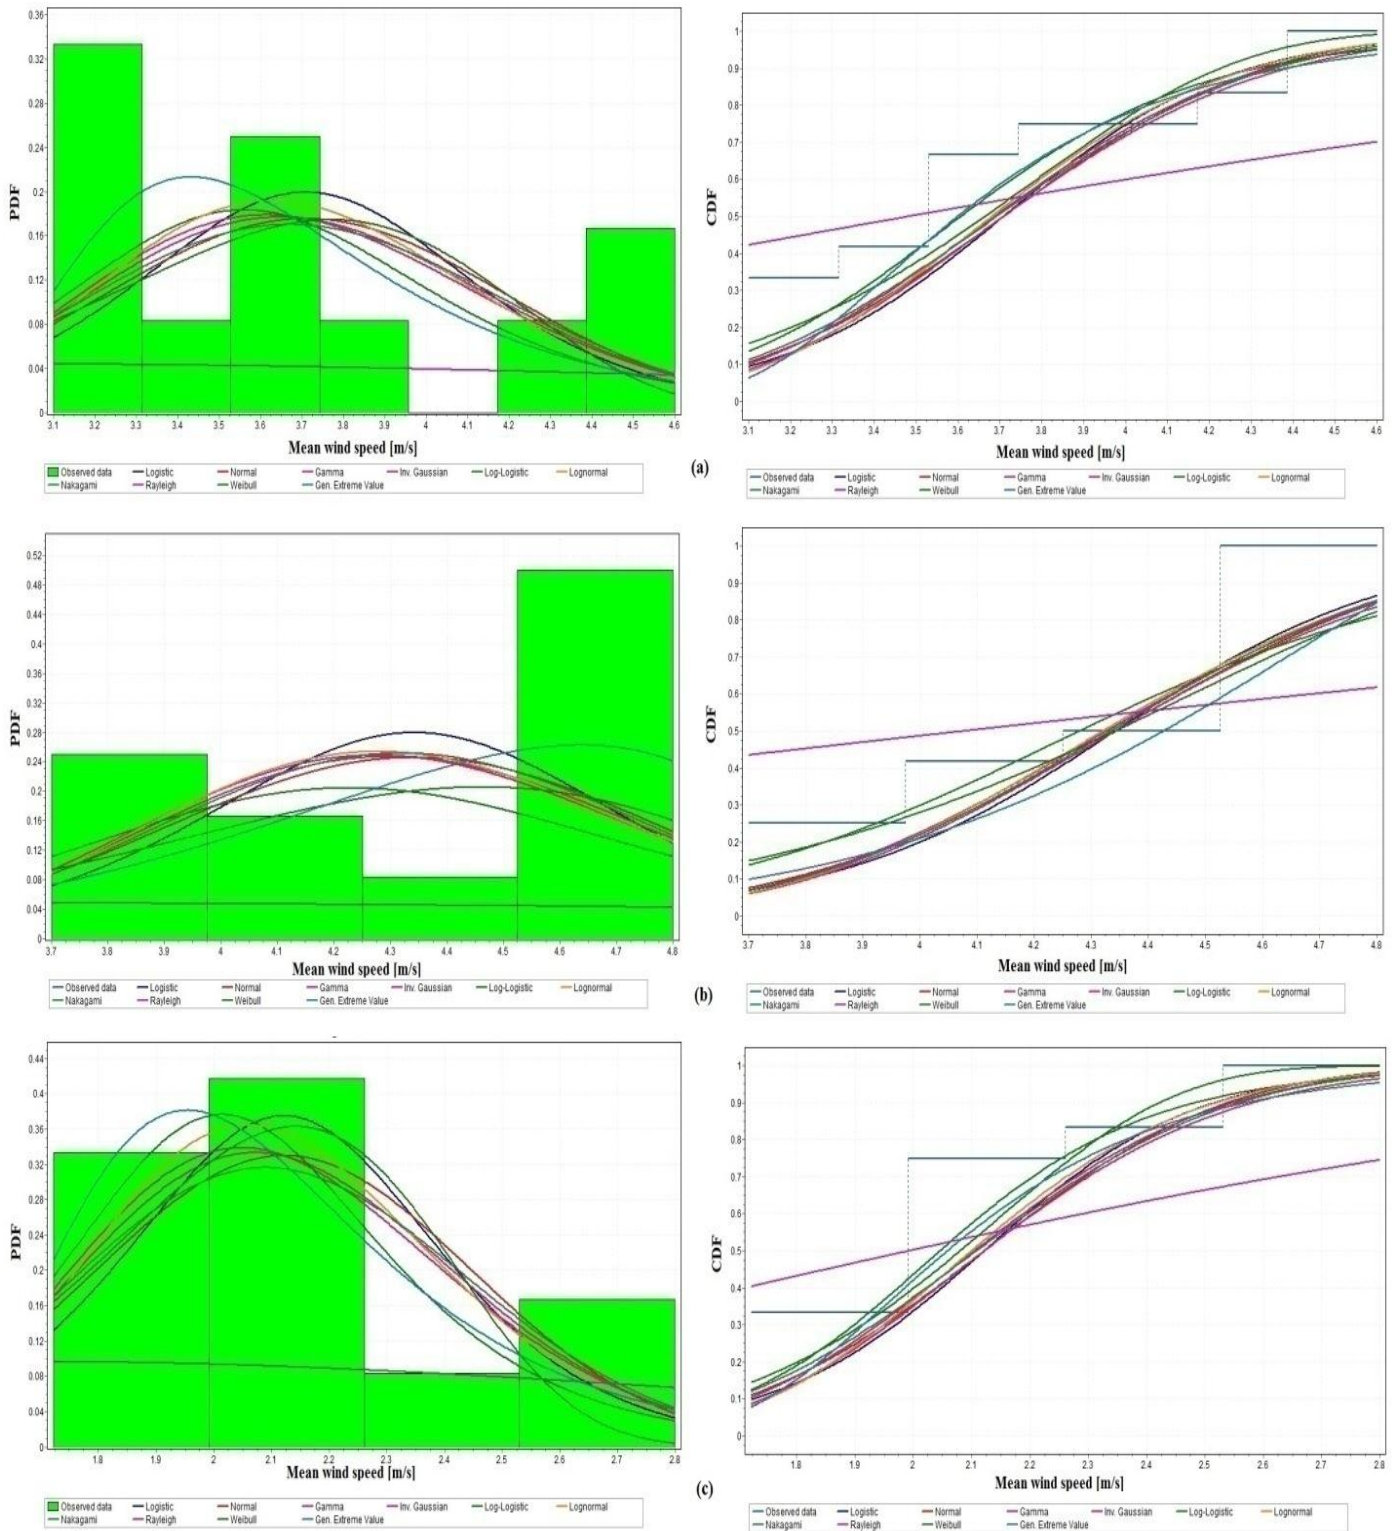 0.36
0.32
0.28
0.24
0.2
0.16
0.12
0.08
0.04
0
PDF
3.1 3.2 3.3 3.4 3.5 3.6 3.7 3.8 3.9 4 4.1 4.2 4.3 4.4 4.5 4.6
Mean wind speed [m/s]
Observed data Logistic Normal Gamma Inv. Gaussian Log-Logistic Lognormal
Nakagami Rayleigh Weibull Gen. Extreme Value
1
0.9
0.8
0.7
0.6
0.5
0.4
0.3
0.2
0.1
0
CDF
3.1 3.2 3.3 3.4 3.5 3.6 3.7 3.8 3.9 4 4.1 4.2 4.3 4.4 4.5 4.6
Mean wind speed [m/s]
Observed data Logistic Normal Gamma Inv. Gaussian Log-Logistic Lognormal
Nakagami Rayleigh Weibull Gen. Extreme Value
(a)
0.52
0.48
0.44
0.4
0.36
0.32
0.28
0.24
0.2
0.16
0.12
0.08
0.04
0
PDF
3.7 3.8 3.9 4 4.1 4.2 4.3 4.4 4.5 4.6 4.7 4.8
Mean wind speed [m/s]
Observed data Logistic Normal Gamma Inv. Gaussian Log-Logistic Lognormal
Nakagami Rayleigh Weibull Gen. Extreme Value
1
0.9
0.8
0.7
0.6
0.5
0.4
0.3
0.2
0.1
0
CDF
3.7 3.8 3.9 4 4.1 4.2 4.3 4.4 4.5 4.6 4.7 4.8
Mean wind speed [m/s]
Observed data Logistic Normal Gamma Inv. Gaussian Log-Logistic Lognormal
Nakagami Rayleigh Weibull Gen. Extreme Value
(b)
0.44
0.4
0.36
0.32
0.28
0.24
0.2
0.16
0.12
0.08
0.04
0
PDF
1.8 1.9 2 2.1 2.2 2.3 2.4 2.5 2.6 2.7 2.8
Mean wind speed [m/s]
Observed data Logistic Normal Gamma Inv. Gaussian Log-Logistic Lognormal
Nakagami Rayleigh Weibull Gen. Extreme Value
1
0.9
0.8
0.7
0.6
0.5
0.4
0.3
0.2
0.1
0
CDF
1.8 1.9 2 2.1 2.2 2.3 2.4 2.5 2.6 2.7 2.8
Mean wind speed [m/s]
Observed data Logistic Normal Gamma Inv. Gaussian Log-Logistic Lognormal
Nakagami Rayleigh Weibull Gen. Extreme Value
(c)